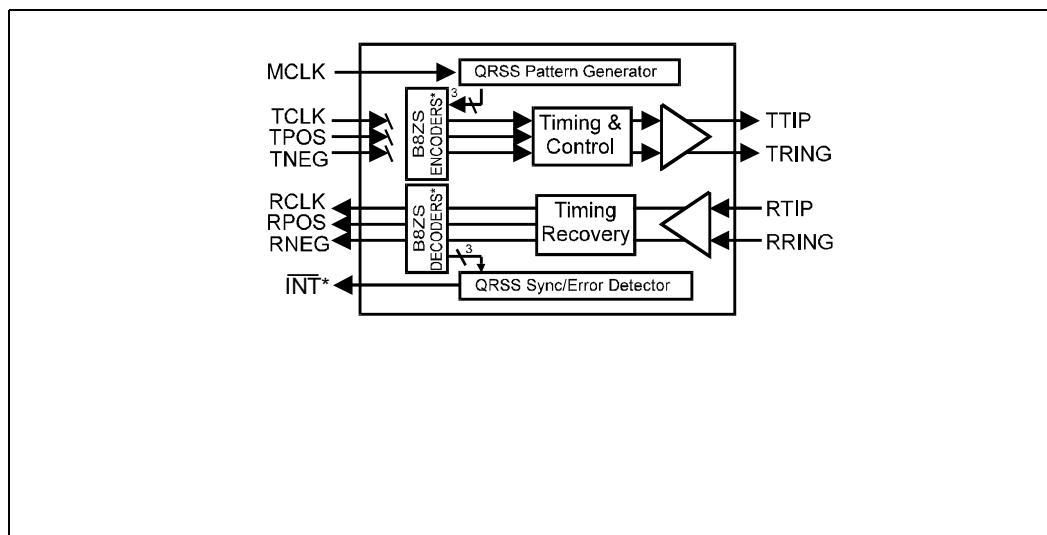 MCLK
QRSS Pattern Generator
3
TCLK
TPOS
TNEG
B8ZS
ENCODERS*
Timing &
Control
TTIP
TRING
RCLK
RPOS
RNEG
B8ZS
DECODERS*
Timing
Recovery
RTIP
RRING
3
INT*
QRSS Sync/Error Detector